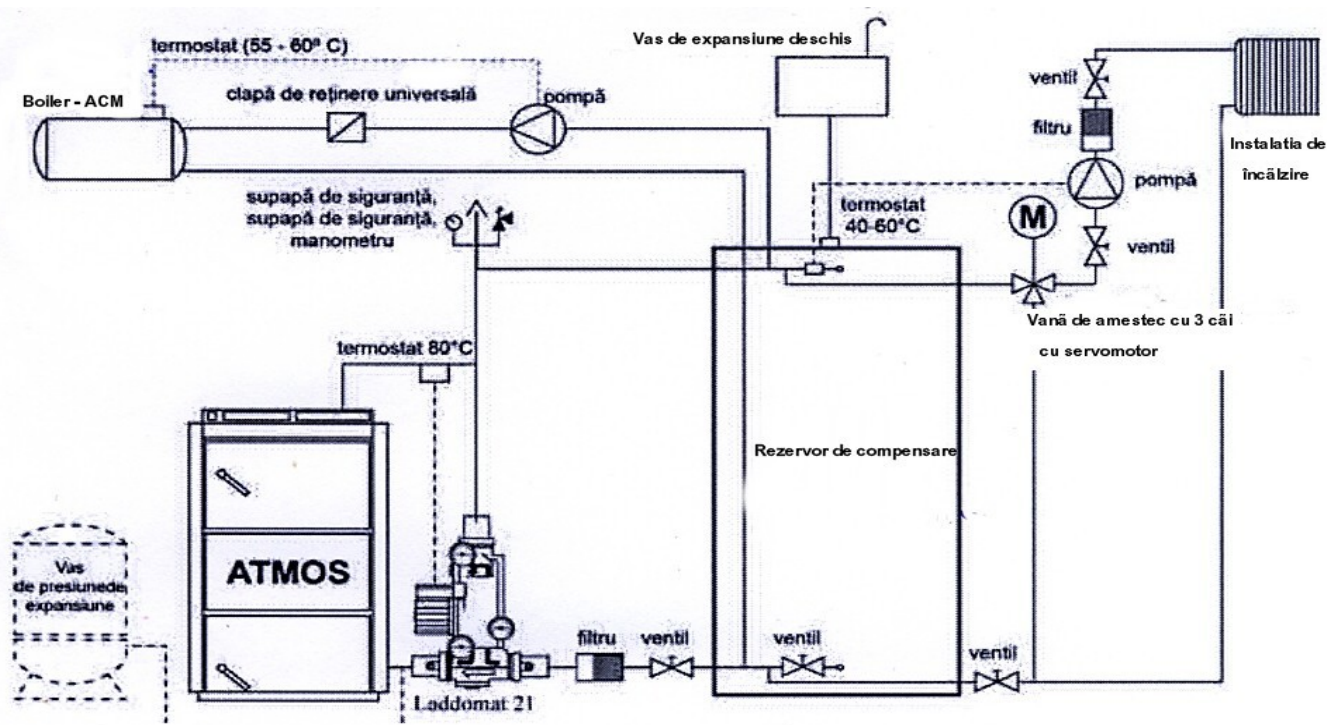 termostat (55 - 60º C)
Vas de expansiune deschis
ventil
Boiler - ACM
clapă de reținere universală
pompă
filtru
Instalatia de
încălzire
supapă de siguranță,
supapă de siguranță,
manometru
termostat
40-60°C
pompă
M
ventil
Vană de amestec cu 3 căi
cu servomotor
termostat 80°C
Rezervor de compensare
ATMOS
Vas
de presiunede
expansiune
filtru
ventil
ventil
ventil
Laddomat 21